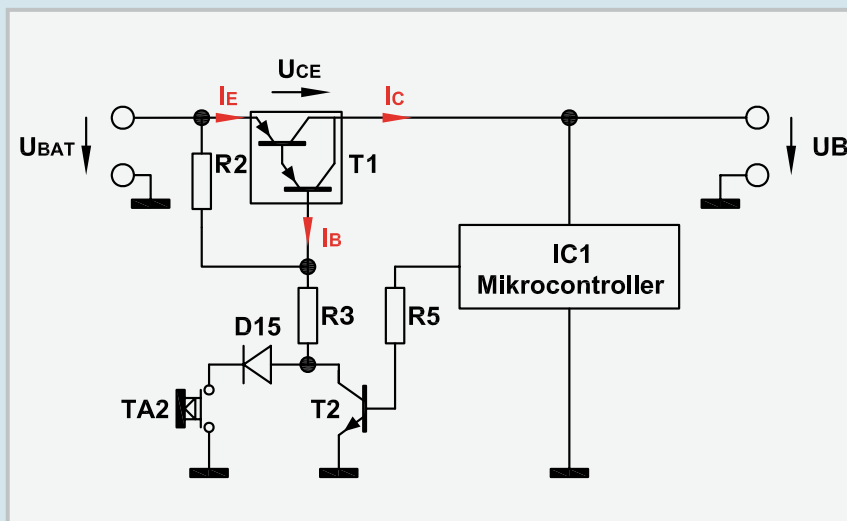 UCE
IE
IC
UBAT
R2
T1
UB
IB
IC1
Mikrocontroller
R3
R5
D15
TA2
T2